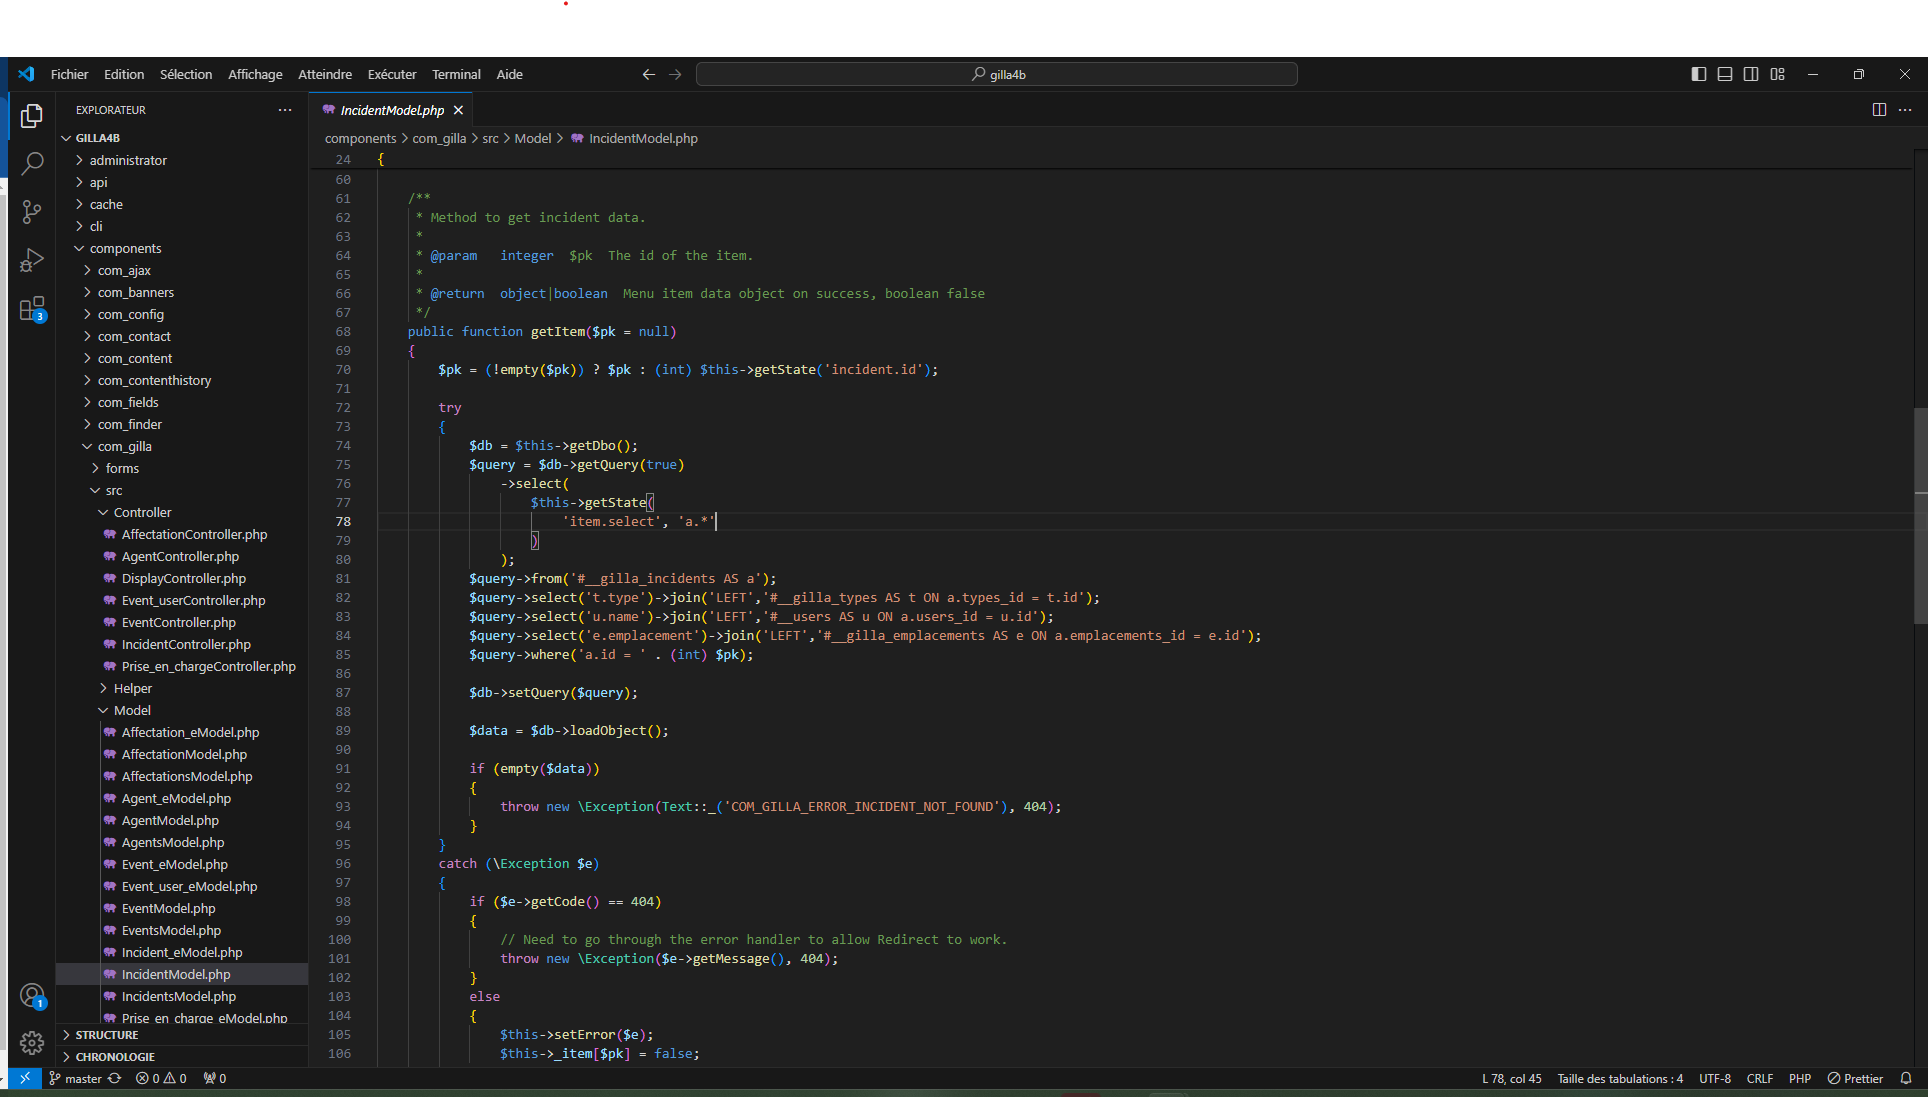 Fichier Edition Sélection Affichage Atteindre Exécuter Terminal Aide
gilla4b
EXPLORATEUR
GILLA4B
administrator
api
cache
cli
components
com_ajax
com_banners
com_config
com_contact
com_content
com_contenthistory
com_fields
com_finder
com_gilla
forms
src
Controller
AffectationController.php
AgentController.php
DisplayController.php
Event_userController.php
EventController.php
IncidentController.php
Prise_en_chargeController.php
Helper
Model
Affectation_eModel.php
AffectationModel.php
AffectationsModel.php
Agent_eModel.php
AgentModel.php
AgentsModel.php
Event_eModel.php
Event_user_eModel.php
EventModel.php
EventsModel.php
Incident_eModel.php
IncidentModel.php
IncidentsModel.php
Prise_en_charge_eModel.php
STRUCTURE
CHRONOLOGIE
3
1
IncidentModel.php
components > com_gilla > src > Model > IncidentModel.php
24 {
60
61 /**
62 * Method to get incident data.
63 *
64 * @param integer $pk The id of the item.
65 *
66 * @return object|boolean Menu item data object on success, boolean false
67 */
68 public function getItem($pk = null)
69 {
70 $pk = (!empty($pk)) ? $pk : (int) $this->getState('incident.id');
71
72 try
73 {
74 $db = $this->getDbo();
75 $query = $db->getQuery(true)
76 ->select(
77 $this->getState(
78 'item.select', 'a.*'
79 )
80 );
81 $query->from('#__gilla_incidents AS a');
82 $query->select('t.type')->join('LEFT','#__gilla_types AS t ON a.types_id = t.id');
83 $query->select('u.name')->join('LEFT','#__users AS u ON a.users_id = u.id');
84 $query->select('e.emplacement')->join('LEFT','#__gilla_emplacements AS e ON a.emplacements_id = e.id');
85 $query->where('a.id = ' . (int) $pk);
86
87 $db->setQuery($query);
88
89 $data = $db->loadObject();
90
91 if (empty($data))
92 {
93 throw new \Exception(Text::_('COM_GILLA_ERROR_INCIDENT_NOT_FOUND'), 404);
94 }
95 }
96 catch (\Exception $e)
97 {
98 if ($e->getCode() == 404)
99 {
100 // Need to go through the error handler to allow Redirect to work.
101 throw new \Exception($e->getMessage(), 404);
102 }
103 else
104 {
105 $this->setError($e);
106 $this->_item[$pk] = false;
master 0 0 0
L 78, col 45 Taille des tabulations : 4 UTF-8 CRLF PHP Prettier